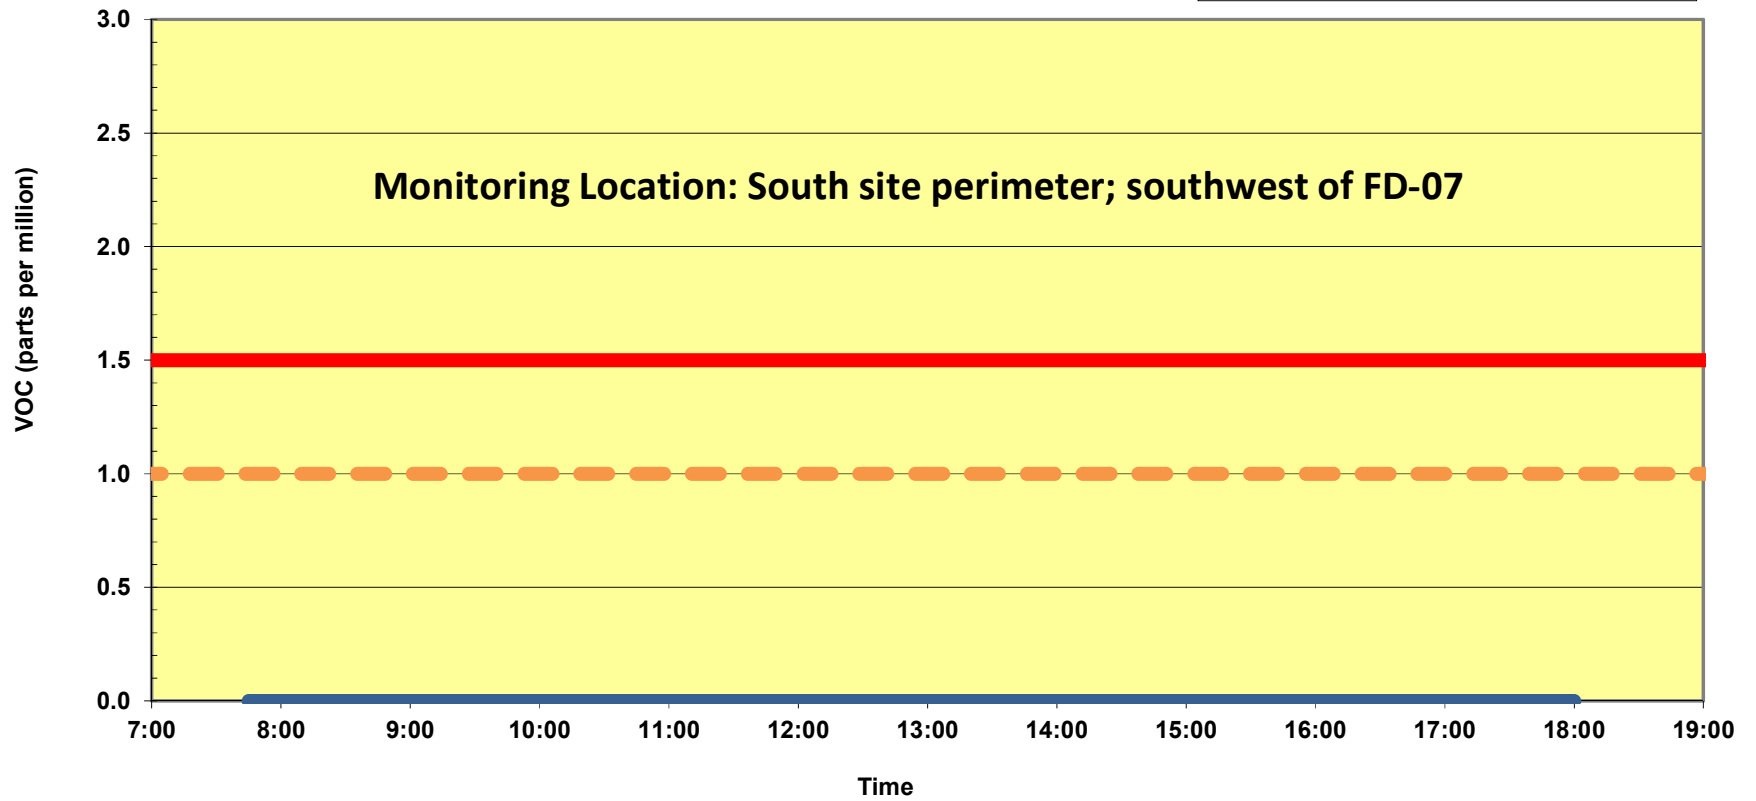 3.0
2.5
2.0
1.5
1.0
0.5
0.0
VOC (parts per million)
Monitoring Location: South site perimeter; southwest of FD-07
7:00 8:00 9:00 10:00 11:00 12:00 13:00 14:00 15:00 16:00 17:00 18:00 19:00
Time